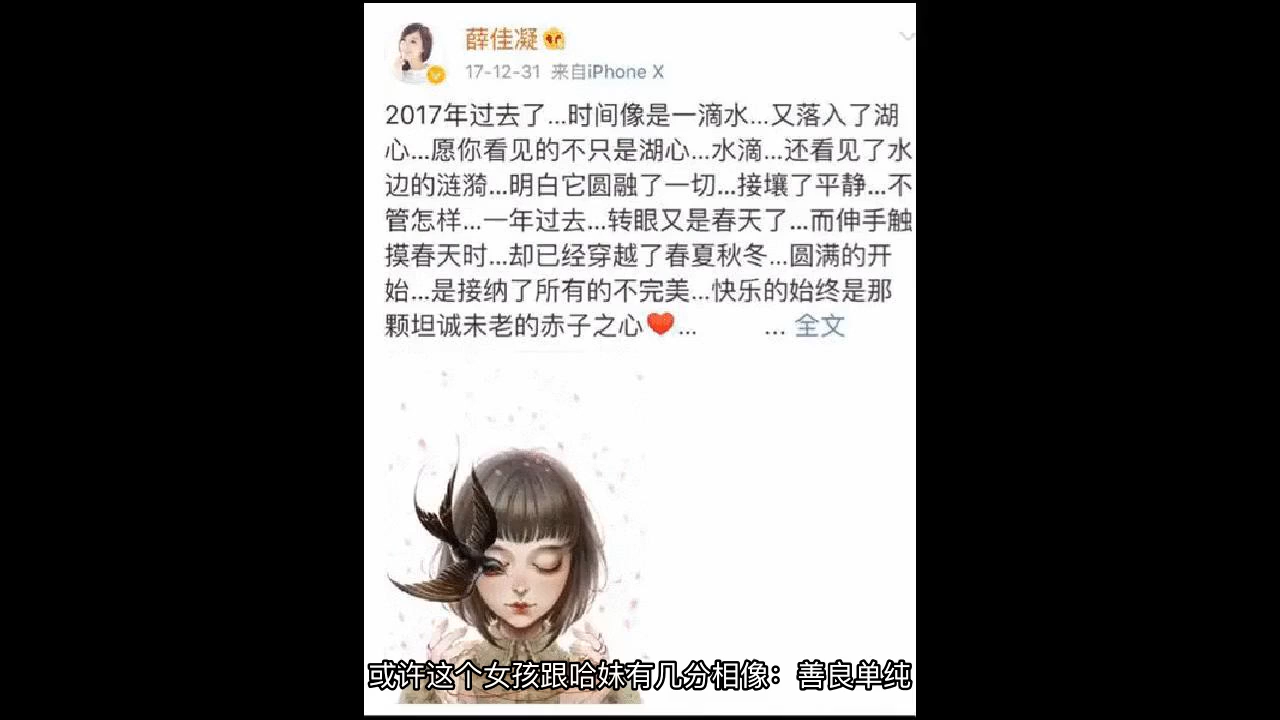 薛佳凝
17-12-31 来自iPhone X
2017年过去了...时间像是一滴水...又落入了湖
心...愿你看见的不只是湖心...水滴...还看见了水
边的涟漪...明白它圆融了一切...接壤了平静...不
管怎样...一年过去...转眼又是春天了...而伸手触
摸春天时...却已经穿越了春夏秋冬...圆满的开
始...是接纳了所有的不完美...快乐的始终是那
颗坦诚未老的赤子之心❤️... ... 全文
或许这个女孩跟哈妹有几分相像：善良单纯